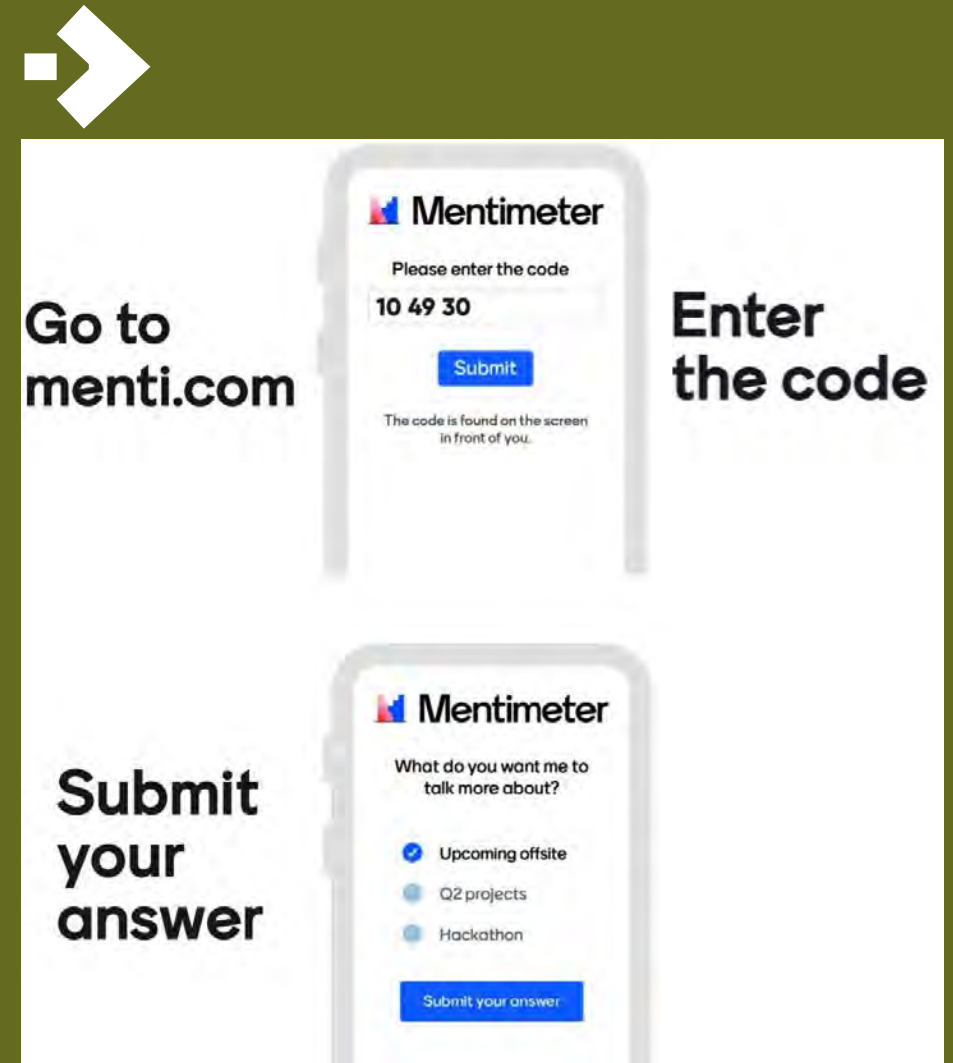 Go to
menti.com
Mentimeter
Please enter the code
10 49 30
Submit
The code is found on the screen
in front of you.
Enter
the code
Submit
your
answer
Mentimeter
What do you want me to
talk more about?
Upcoming offsite
Q2 projects
Hackathon
Submit your answer